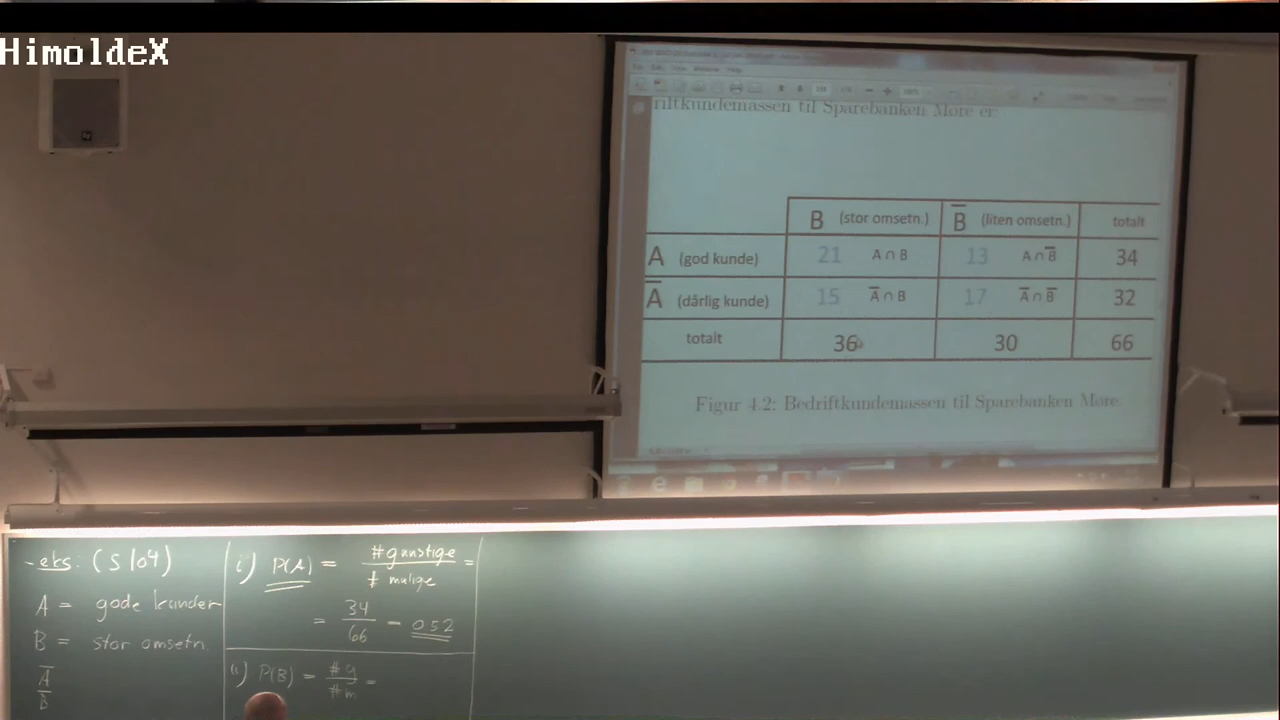 HimoldeX
riftkundemassen til Sparebanken Møre er:
B (stor omsetn.) B̅ (liten omsetn.) totalt
A (god kunde) 21 A ∩ B 13 A ∩ B̅ 34
A̅ (dårlig kunde) 15 A̅ ∩ B 17 A̅ ∩ B̅ 32
totalt 36 30 66
Figur 4.2: Bedriftkundemassen til Sparebanken Møre.
- eks: (s 104)
A = gode kunder
B = stor omsetn.
A̅
B̅
i) P(A) = #gunstige / # mulige =
= 34 / 66 = 0.52
ii) P(B) = #g / #m =